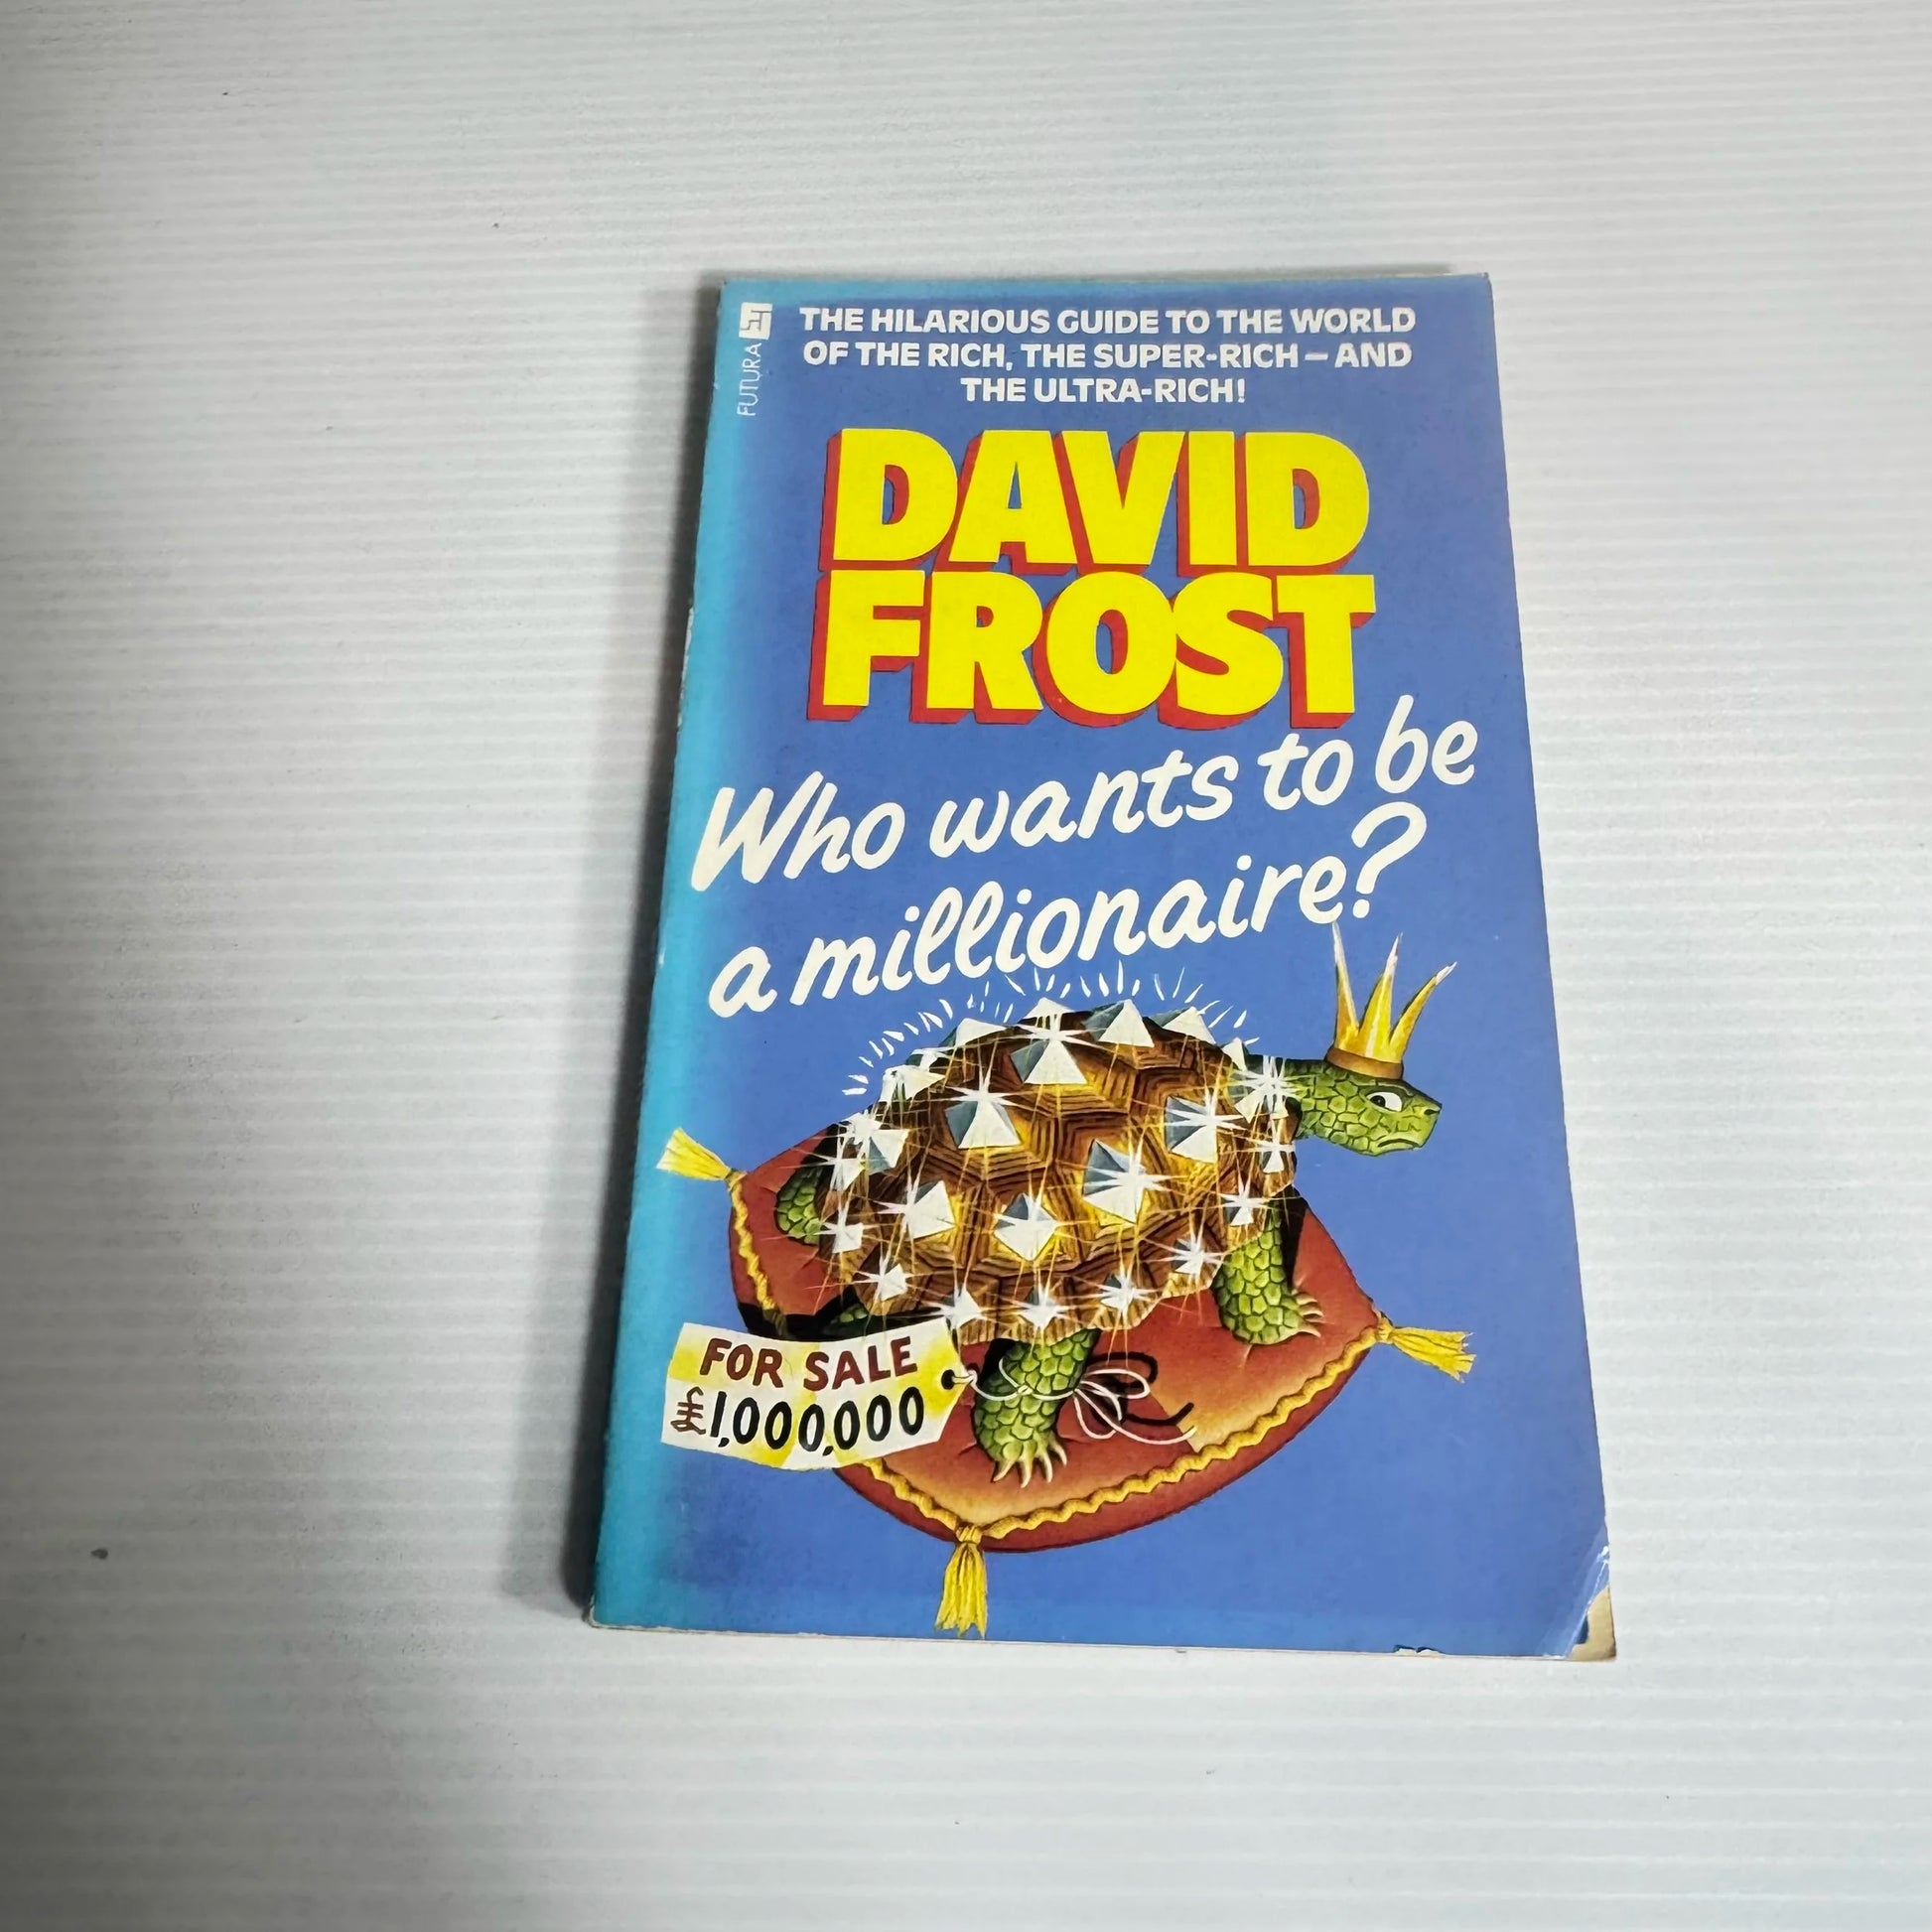 FUTURA
THE HILARIOUS GUIDE TO THE WORLD
OF THE RICH, THE SUPER-RICH – AND
THE ULTRA-RICH!
DAVID
FROST
Who wants to be
a millionaire?
FOR SALE
£1,000,000